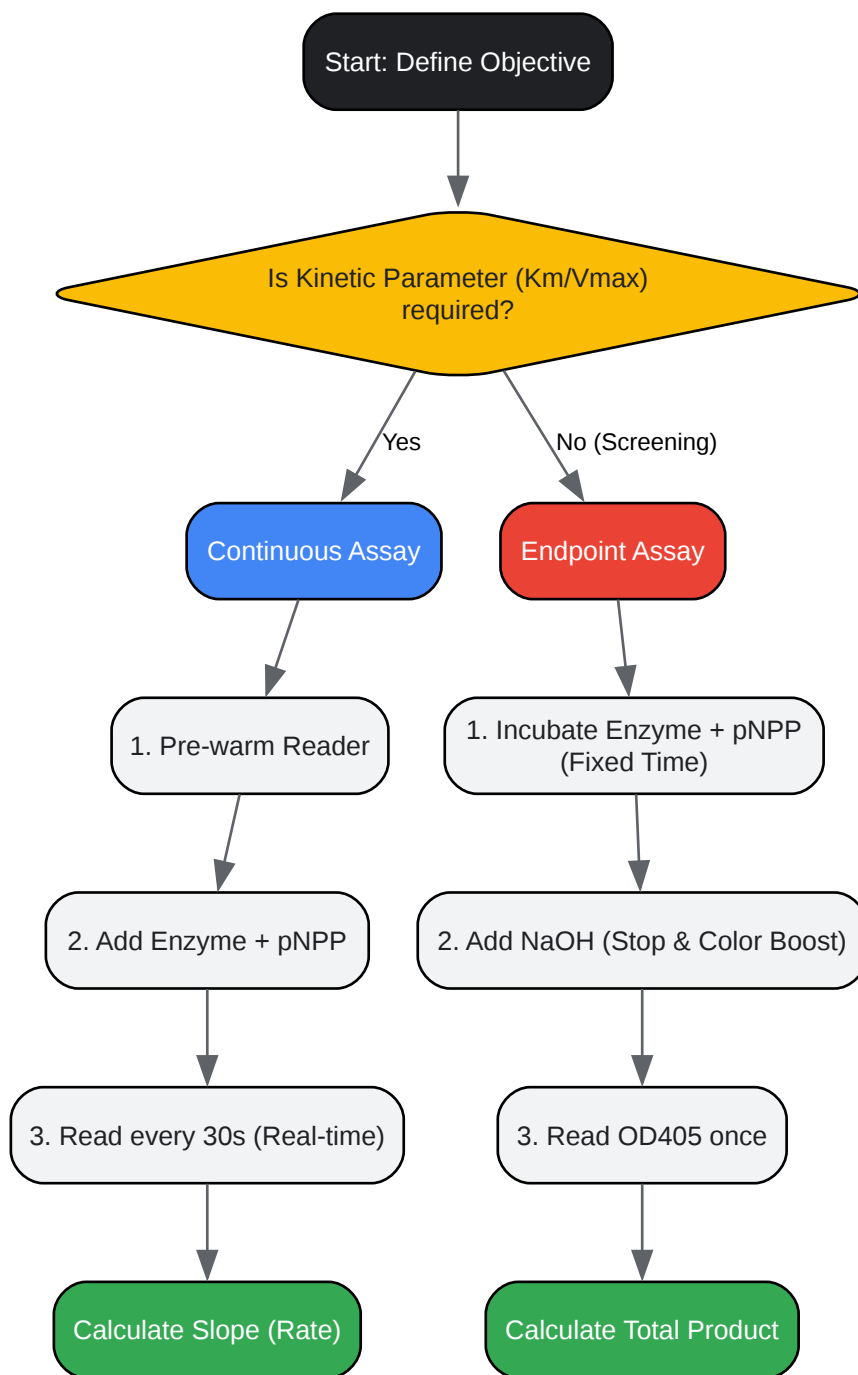 Start: Define Objective
Is Kinetic Parameter (Km/Vmax)
required?
Yes
No (Screening)
Continuous Assay
Endpoint Assay
1. Pre-warm Reader
1. Incubate Enzyme + pNPP
(Fixed Time)
2. Add Enzyme + pNPP
2. Add NaOH (Stop & Color Boost)
3. Read every 30s (Real-time)
3. Read OD405 once
Calculate Slope (Rate)
Calculate Total Product